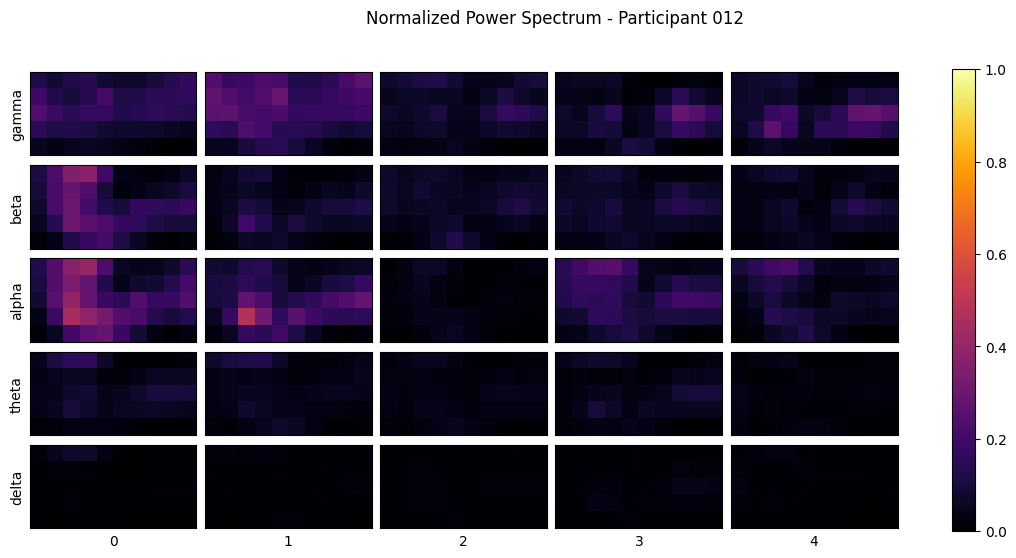 Normalized Power Spectrum - Participant 012
gamma
beta
alpha
theta
delta
0 1 2 3 4
1.0
0.8
0.6
0.4
0.2
0.0